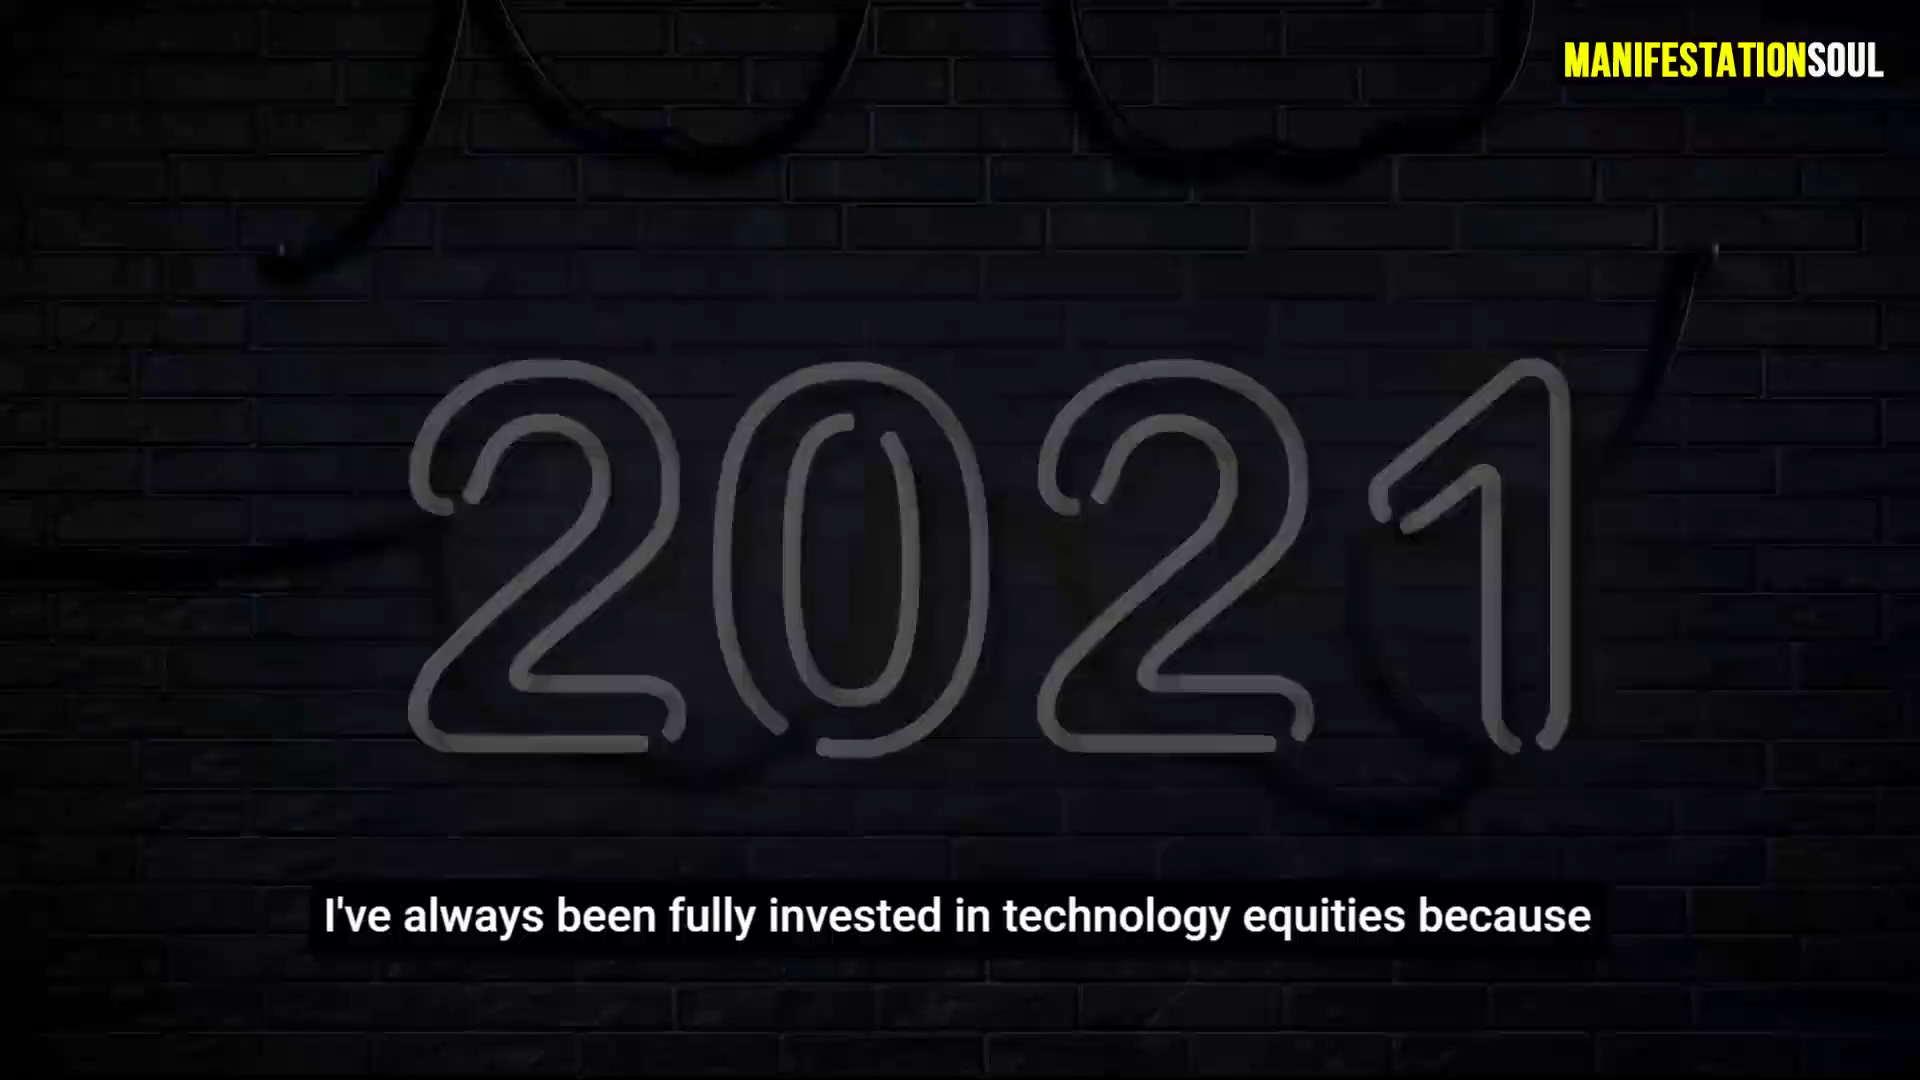 MANIFESTATIONSOUL
2021
I've always been fully invested in technology equities because